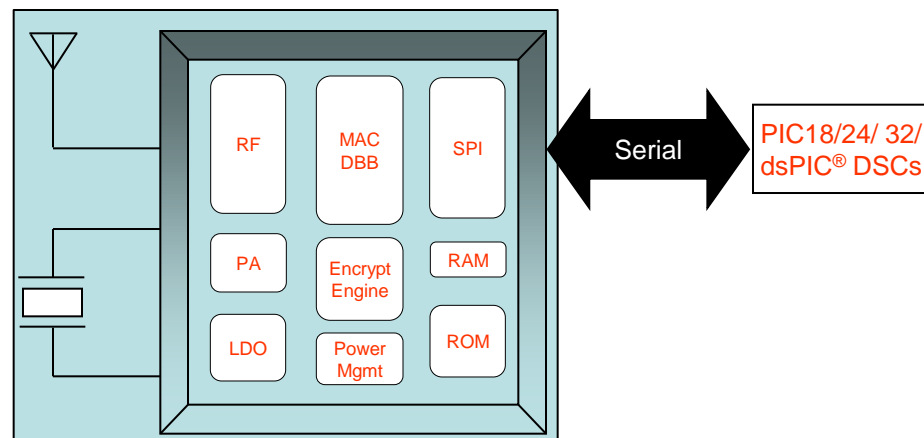 RF
MAC
DBB
SPI
PA
Encrypt
Engine
RAM
LDO
Power
Mgmt
ROM
Serial
PIC18/24/ 32/
dsPIC® DSCs